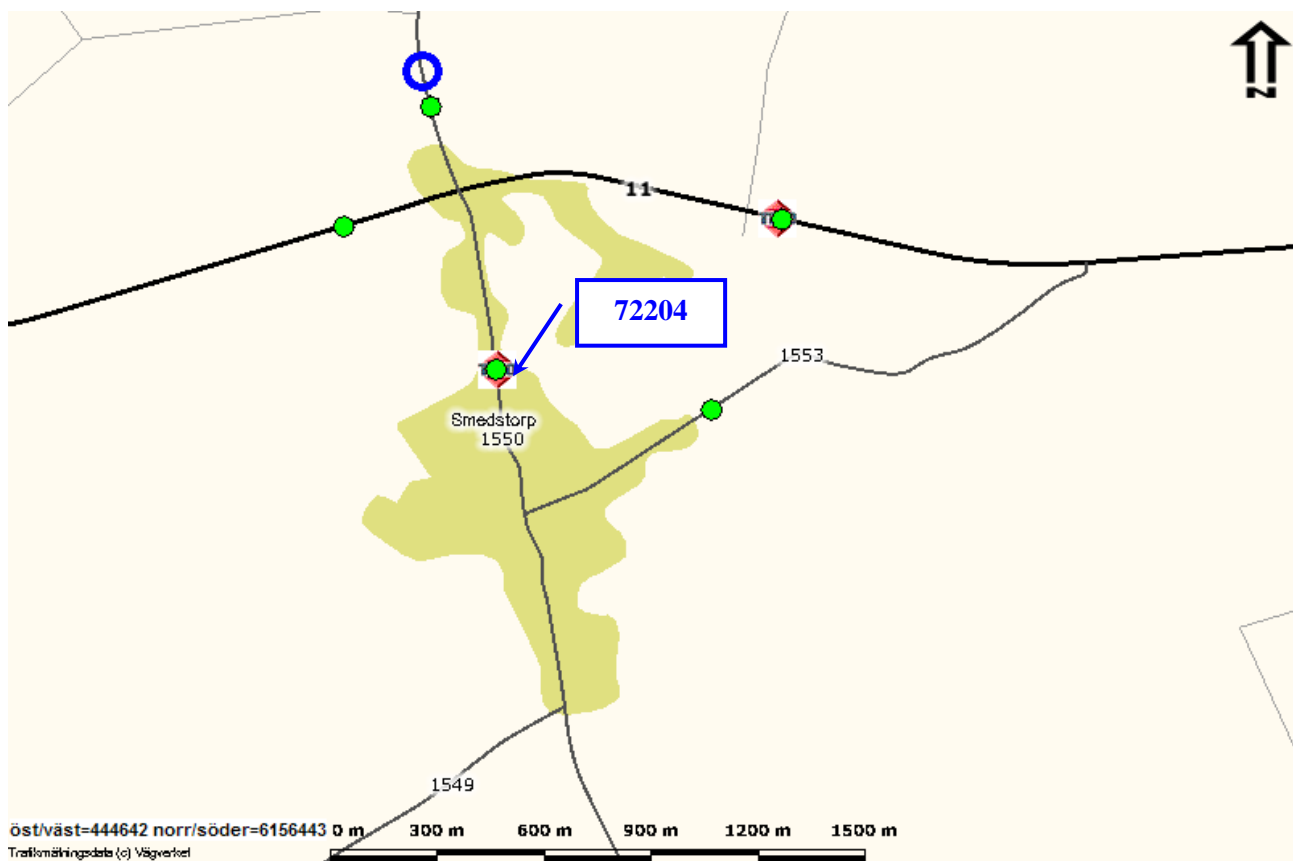 N
11
72204
1553
Smedstorp
1550
1549
öst/väst=444642 norr/söder=6156443 0 m 300 m 600 m 900 m 1200 m 1500 m
Trafikmätningsdata (c) Vägverket